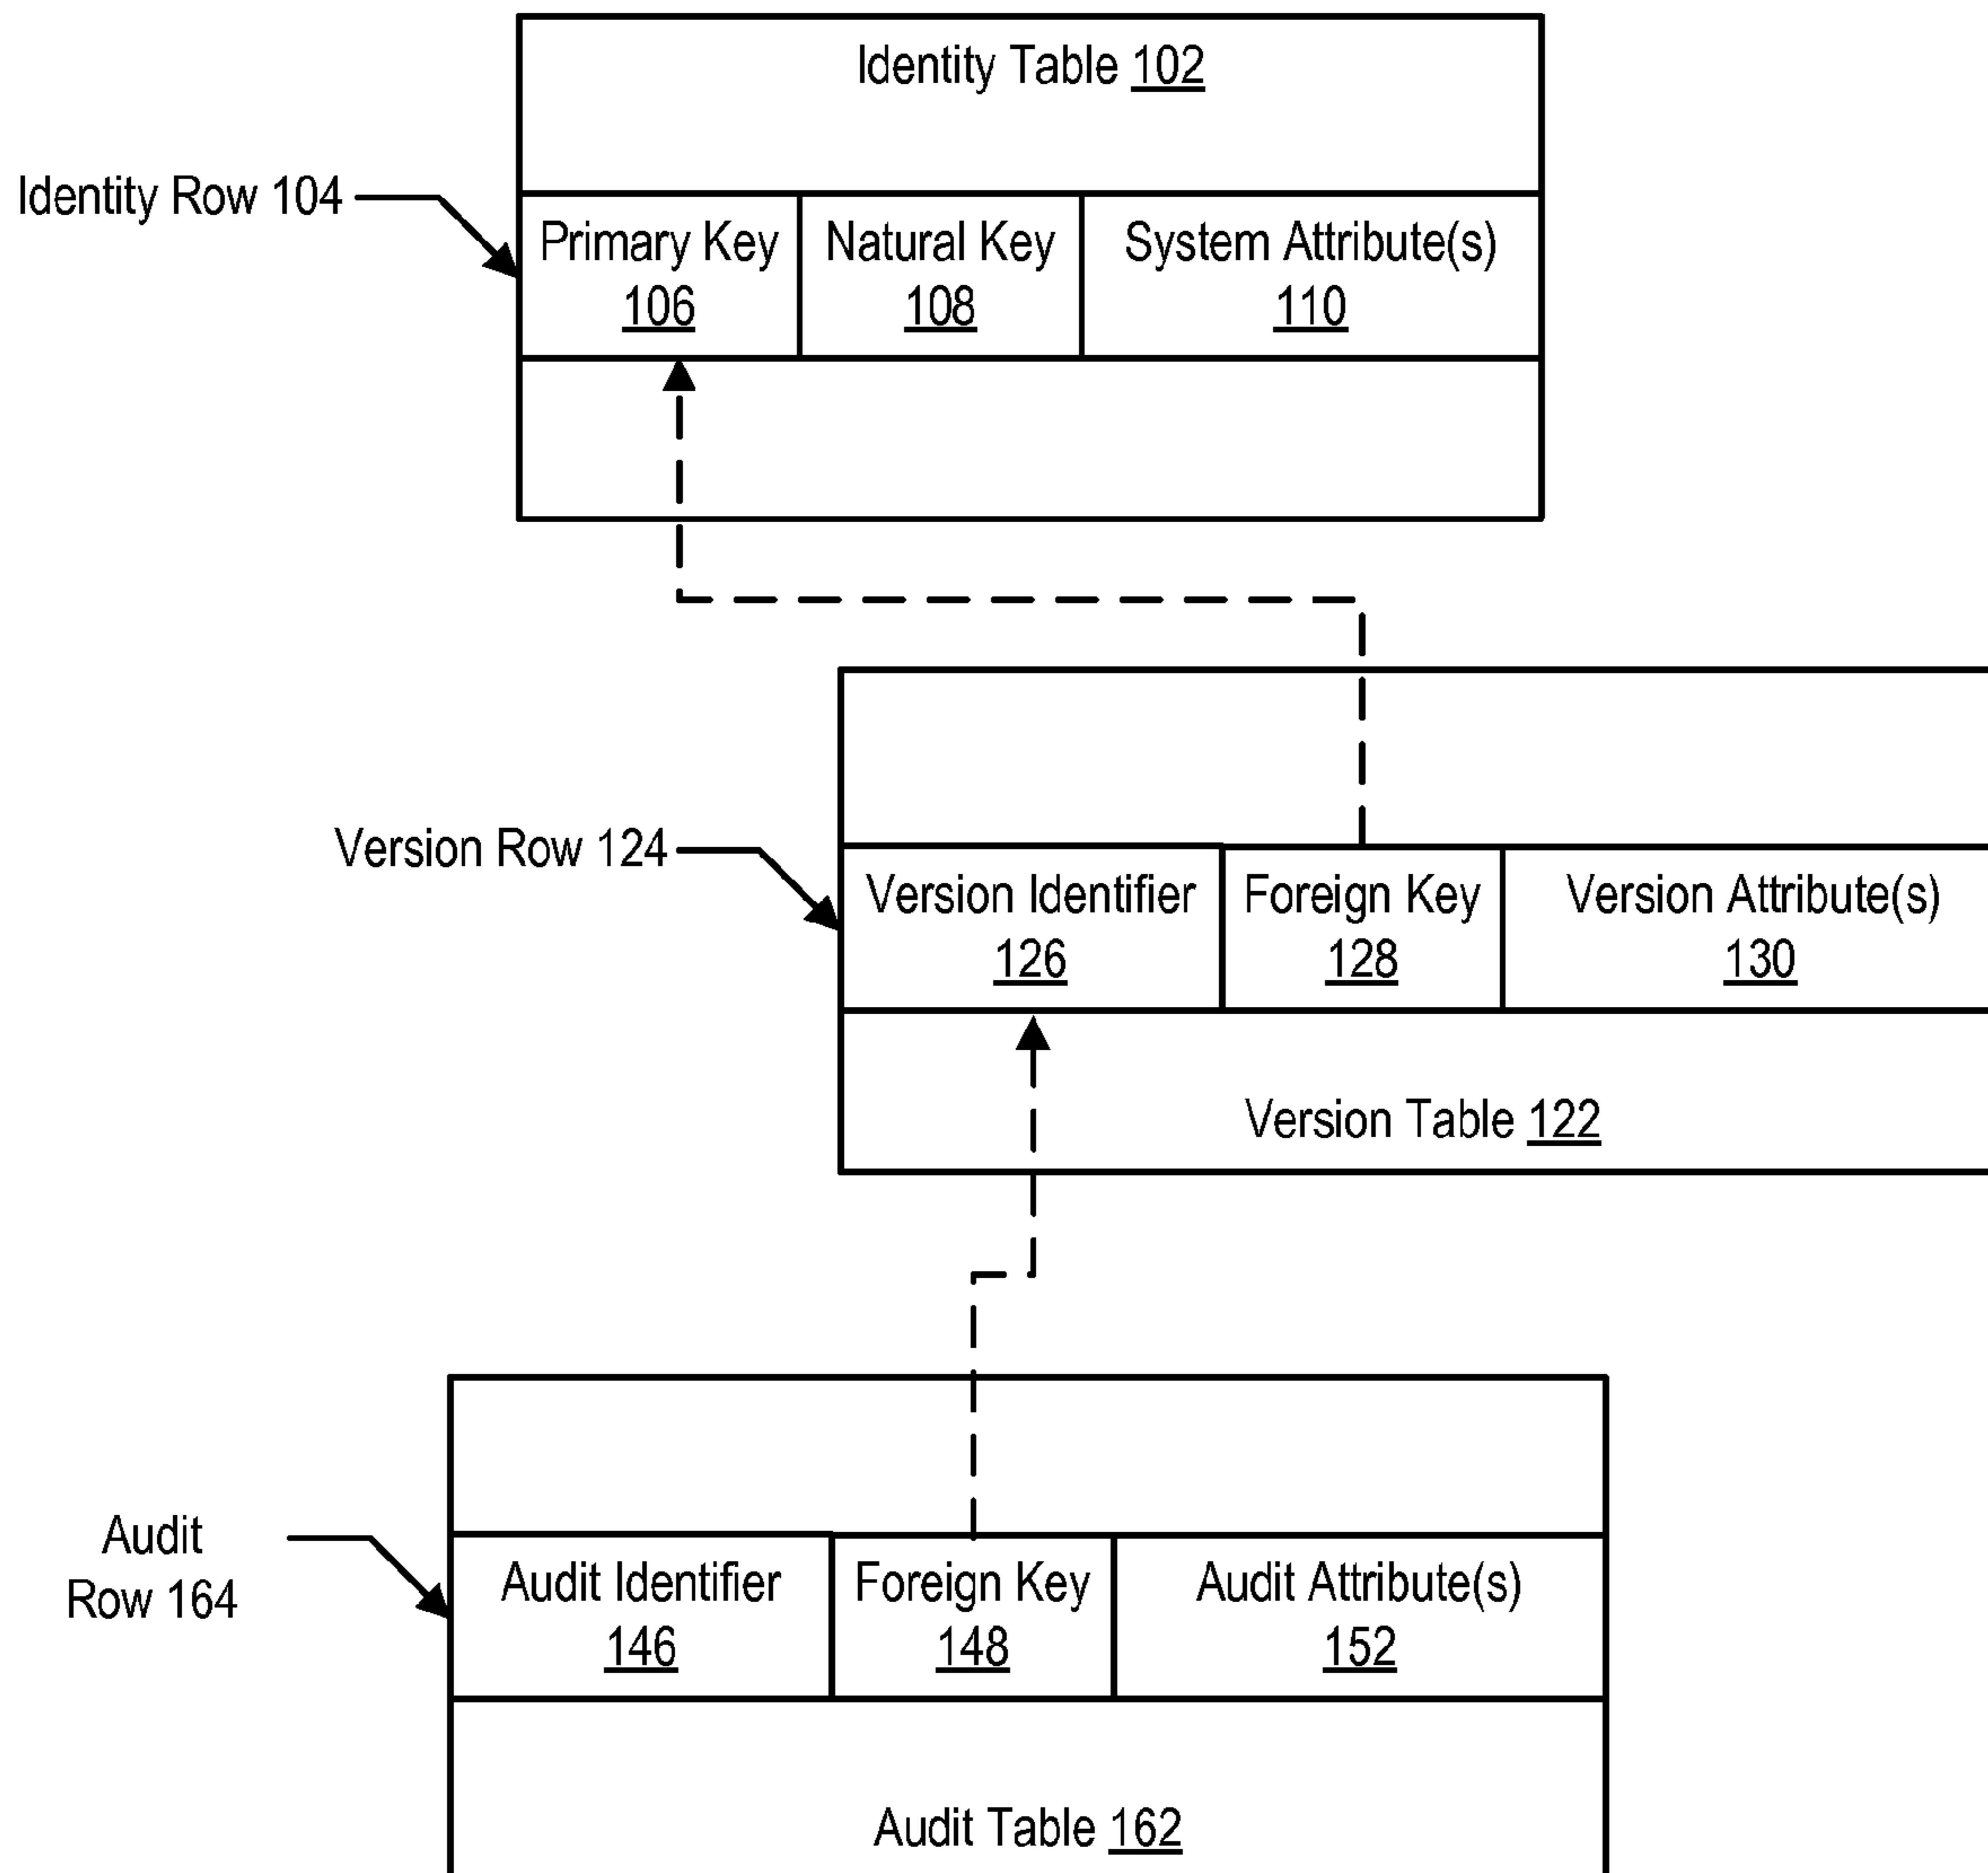 Identity Table 102
Identity Row 104
Primary Key
106
Natural Key
108
System Attribute(s)
110
Version Row 124
Version Identifier
126
Foreign Key
128
Version Attribute(s)
130
Version Table 122
Audit
Row 164
Audit Identifier
146
Foreign Key
148
Audit Attribute(s)
152
Audit Table 162